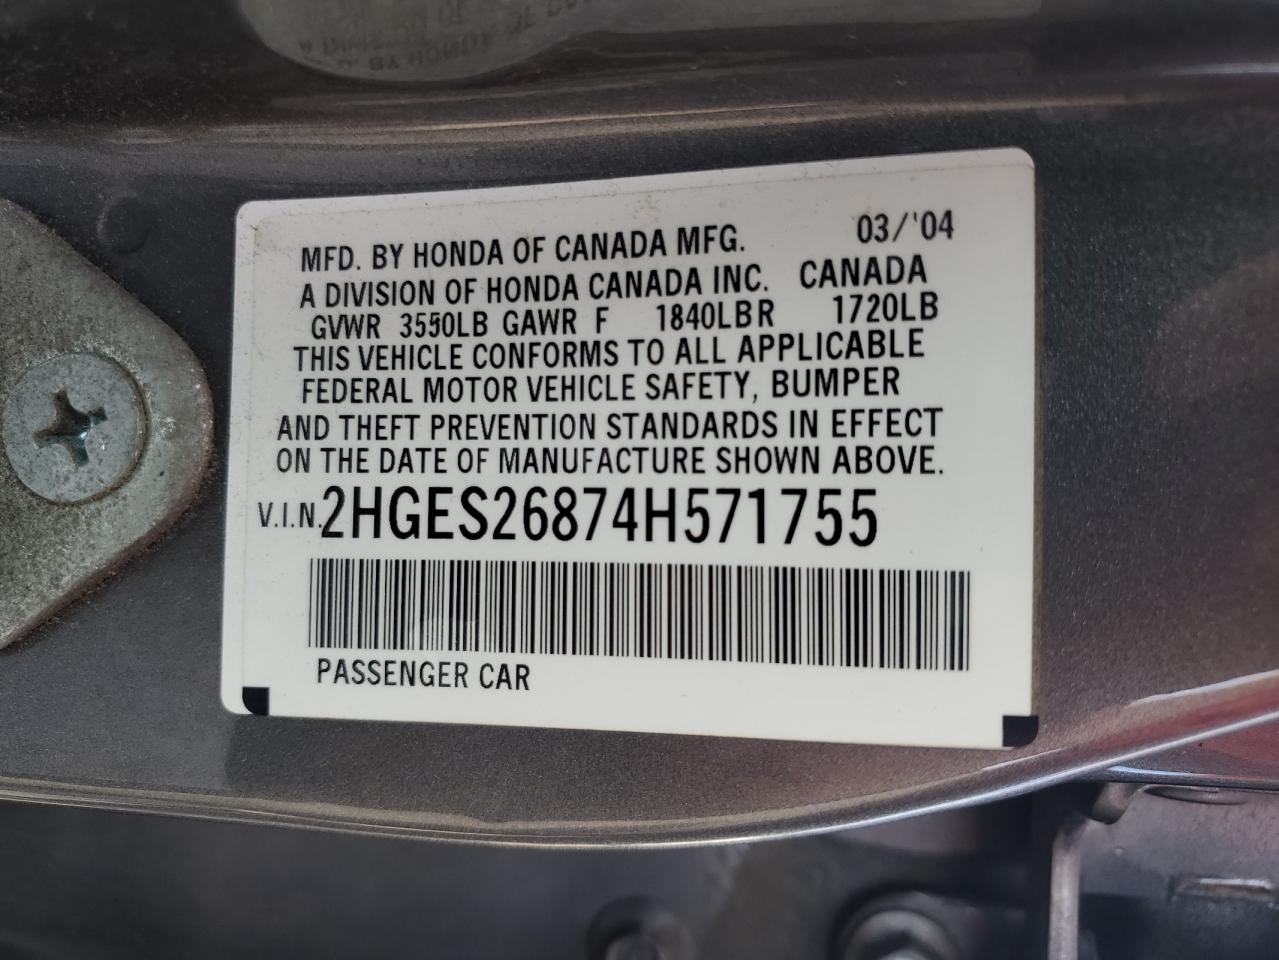 MFD. BY HONDA OF CANADA MFG. 03/'04
A DIVISION OF HONDA CANADA INC. CANADA
GVWR 3550LB GAWR F 1840LB R 1720LB
THIS VEHICLE CONFORMS TO ALL APPLICABLE
FEDERAL MOTOR VEHICLE SAFETY, BUMPER
AND THEFT PREVENTION STANDARDS IN EFFECT
ON THE DATE OF MANUFACTURE SHOWN ABOVE.
V.I.N. 2HGES26874H571755
PASSENGER CAR